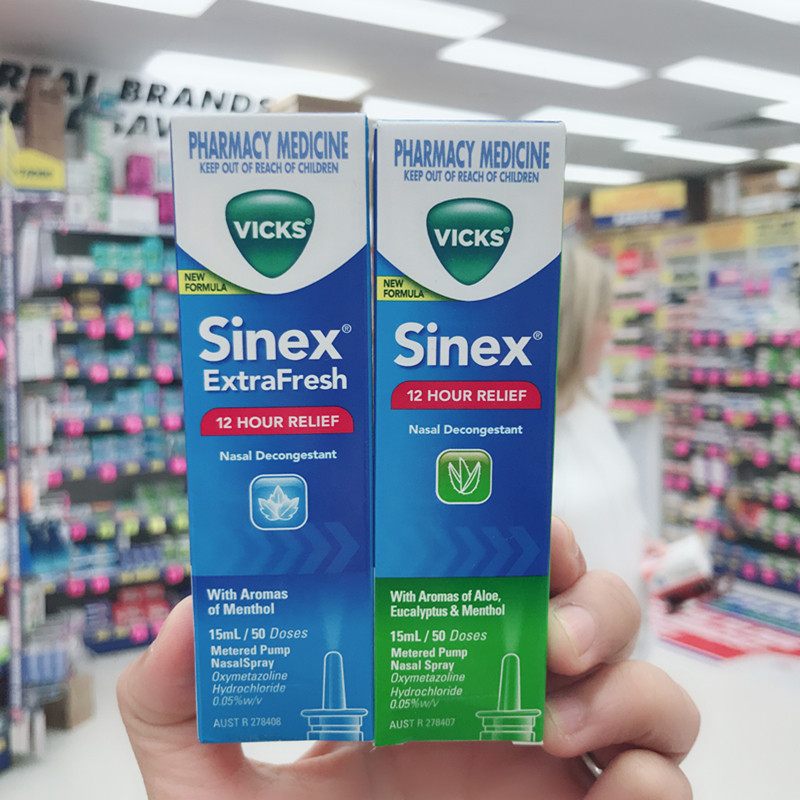 REAL BRANDS
PHARMACY MEDICINE
KEEP OUT OF REACH OF CHILDREN
VICKS®
NEW
FORMULA
Sinex®
ExtraFresh
12 HOUR RELIEF
Nasal Decongestant
With Aromas
of Menthol
15mL / 50 Doses
Metered Pump
NasalSpray
Oxymetazoline
Hydrochloride
0.05%w/v
AUST R 278408
PHARMACY MEDICINE
KEEP OUT OF REACH OF CHILDREN
VICKS®
NEW
FORMULA
Sinex®
12 HOUR RELIEF
Nasal Decongestant
With Aromas of Aloe,
Eucalyptus & Menthol
15mL / 50 Doses
Metered Pump
Nasal Spray
Oxymetazoline
Hydrochloride
0.05%w/v
AUST R 278407